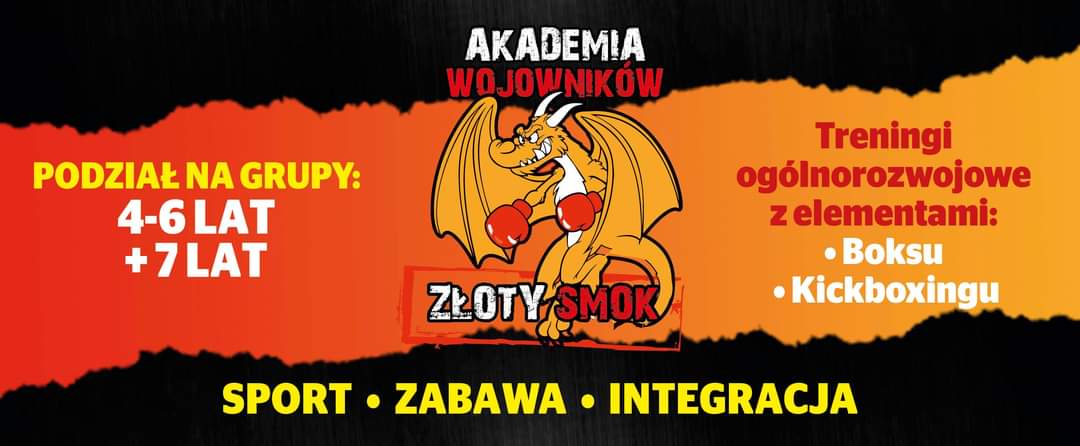 AKADEMIA
WOJOWNIKÓW
ZŁOTY SMOK
PODZIAŁ NA GRUPY:
4-6 LAT
+ 7 LAT
Treningi
ogólnorozwojowe
z elementami:
• Boksu
• Kickboxingu
SPORT • ZABAWA • INTEGRACJA